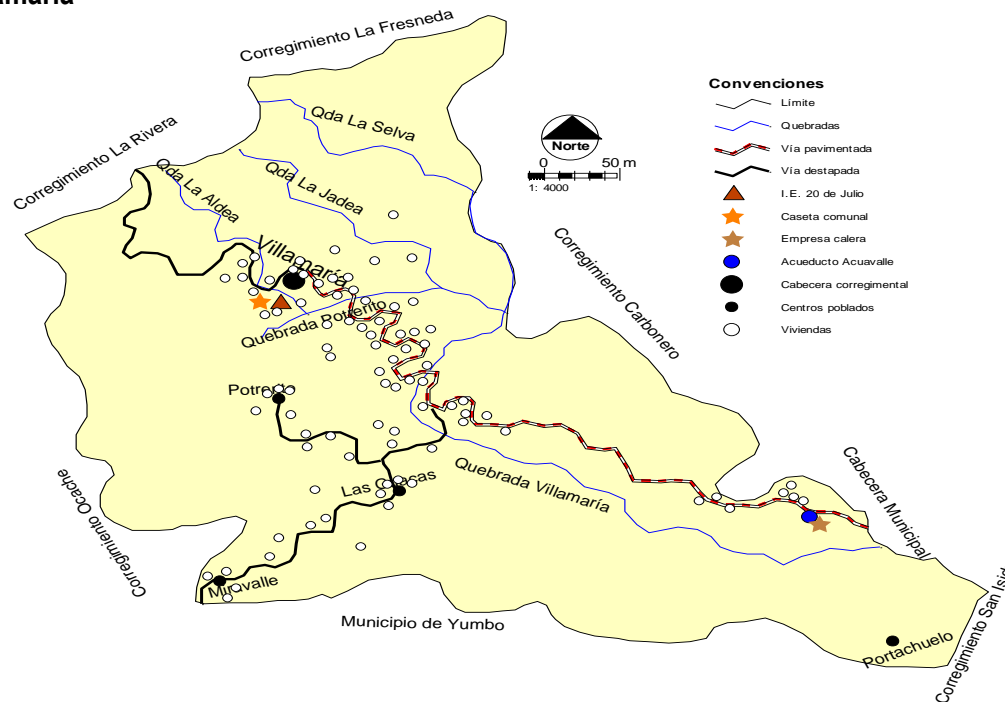 Corregimiento La Fresneda
Corregimiento La Rivera
Qda La Selva
Qda La Jadea
Qda La Aldea
Villamaría
Quebrada Potrerito
Potrerito
Corregimiento Carbonero
Quebrada Villamaría
Cabecera Municipal
Corregimiento Ocache
Miravalle
Municipio de Yumbo
Portachuelo
Norte
0 50 m
1: 4000
Convenciones
Límite
Quebradas
Vía pavimentada
Vía destapada
I.E. 20 de Julio
Caseta comunal
Empresa calera
Acueducto Acuavalle
Cabecera corregimental
Centros poblados
Viviendas
Las
Corregimiento San Isid